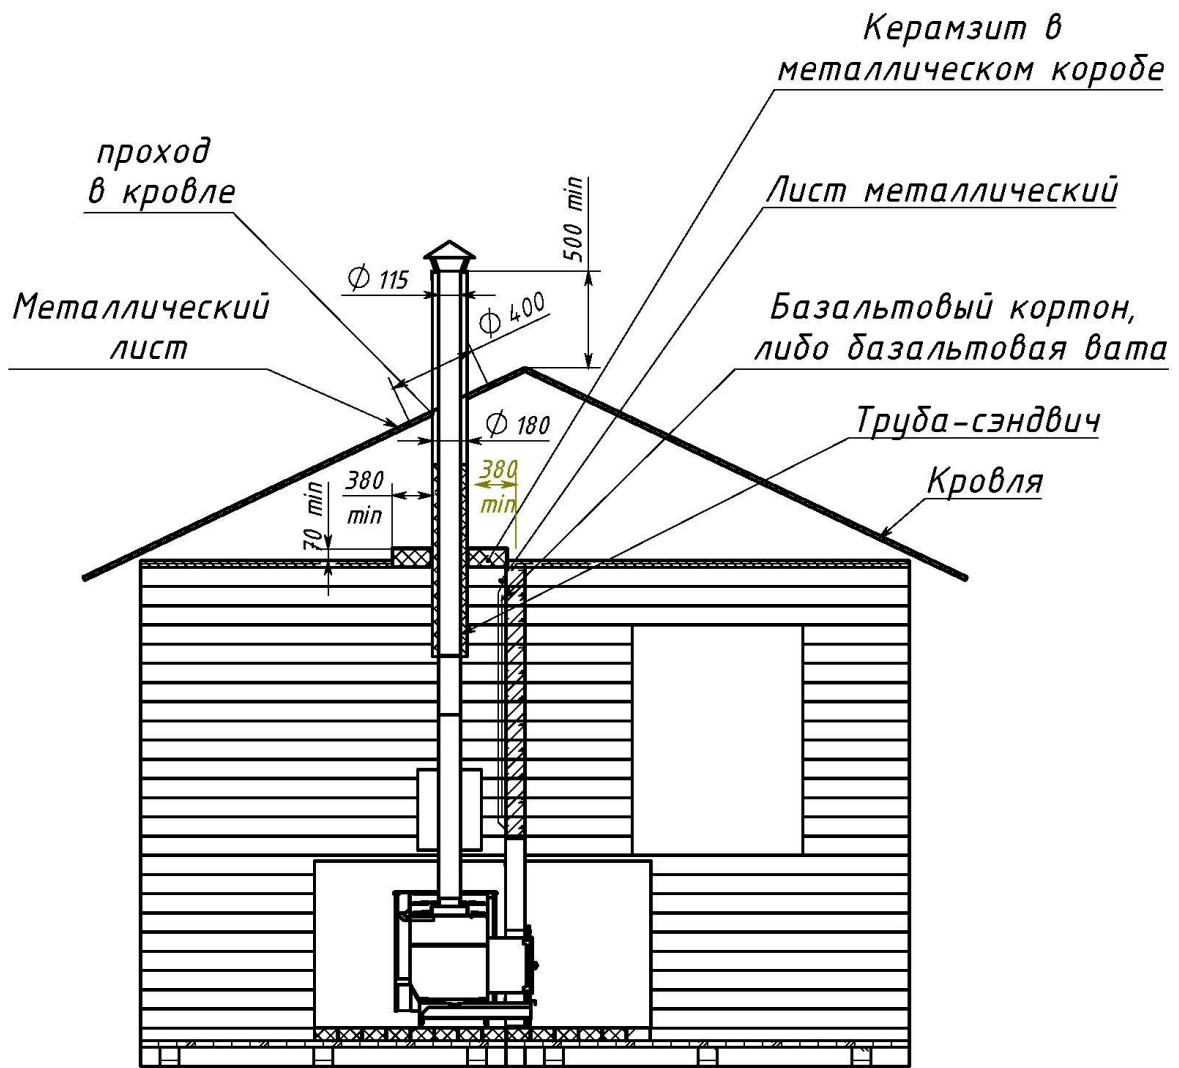 Керамзит в
металлическом коробе
проход
в кровле
Лист металлический
500 min
Ø 115
Ø 400
Металлический
лист
Базальтовый кортон,
либо базальтовая вата
Ø 180
Труба-сэндвич
380
min
380
min
Кровля
70 min